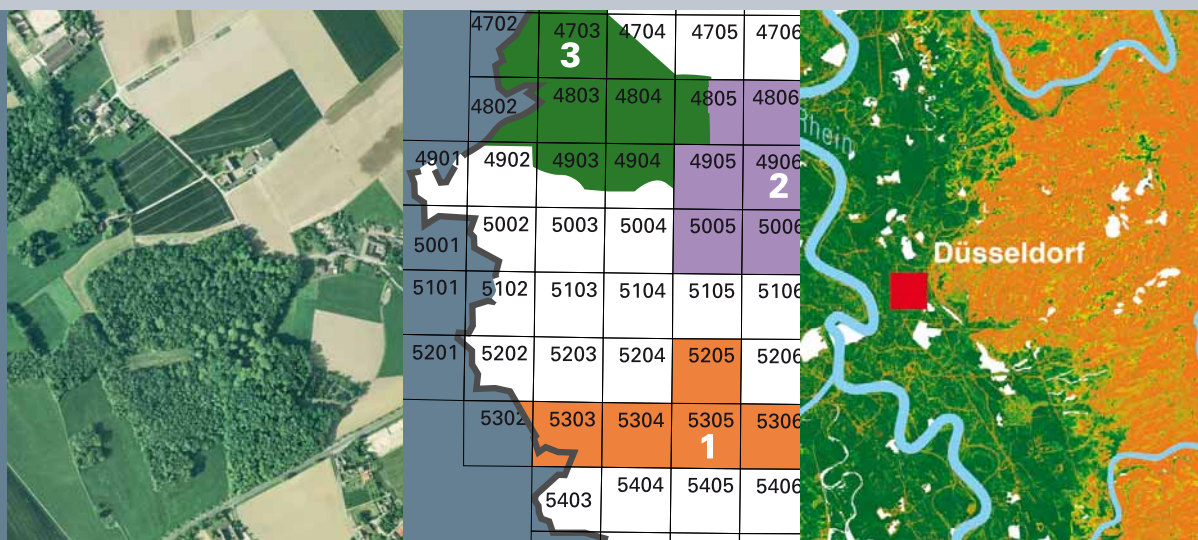 4702 4703 4704 4705 4706
3
4802 4803 4804 4805 4806
4901 4902 4903 4904 4905 4906
2
5001 5002 5003 5004 5005 5006
5101 5102 5103 5104 5105 5106
5201 5202 5203 5204 5205 5206
5302 5303 5304 5305 5306
1
5403 5404 5405 5406
Rhein
Düsseldorf